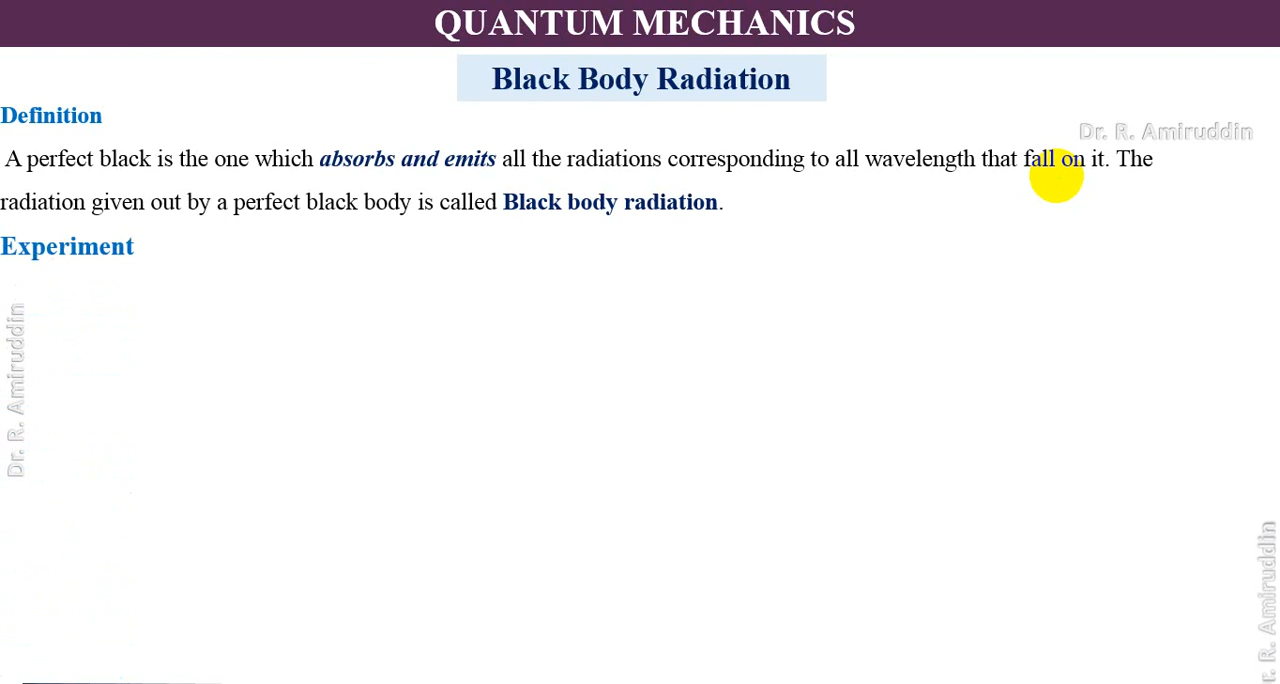 QUANTUM MECHANICS
Black Body Radiation
Definition
Dr. R. Amiruddin
A perfect black is the one which absorbs and emits all the radiations corresponding to all wavelength that fall on it. The
radiation given out by a perfect black body is called Black body radiation.
Experiment
Dr. R. Amiruddin
r. R. Amiruddin